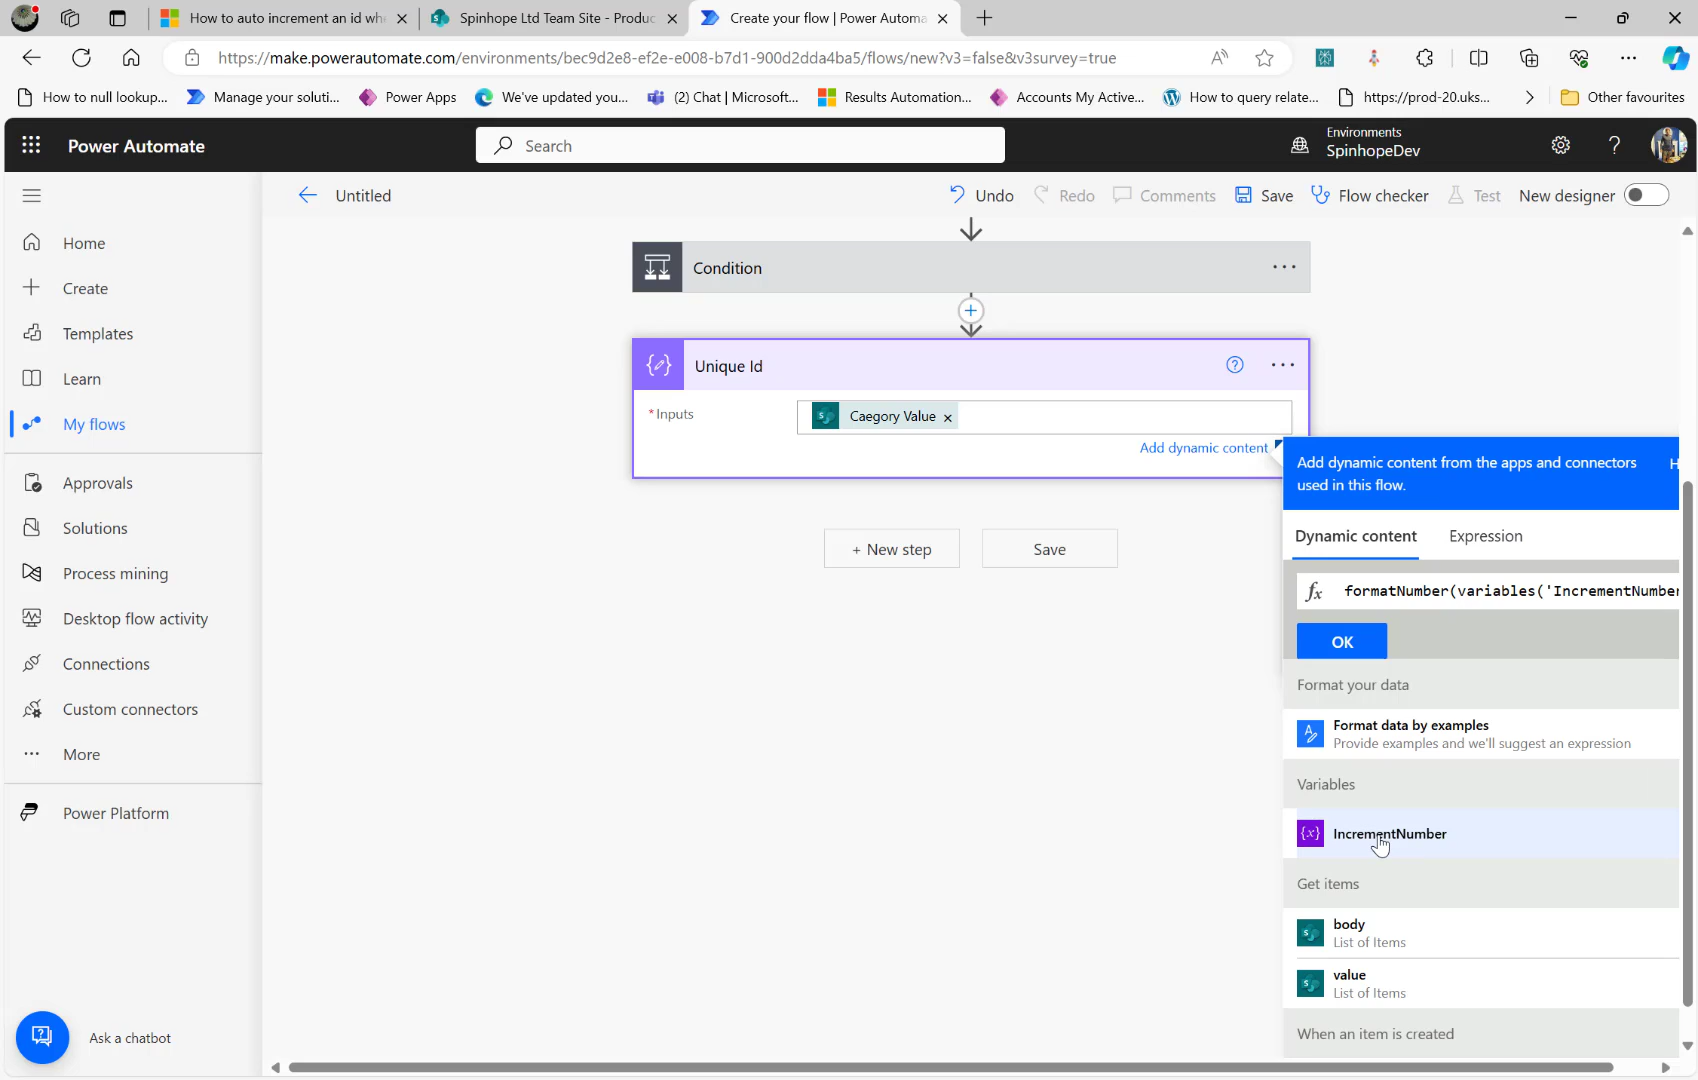 How to auto increment an id whe
Spinhope Ltd Team Site - Produc
Create your flow | Power Automa
https://make.powerautomate.com/environments/bec9d2e8-ef2e-e008-b7d1-900d2dda4ba5/flows/new?v3=false&v3survey=true
How to null lookup...
Manage your soluti...
Power Apps
We've updated you...
(2) Chat | Microsoft...
Results Automation...
Accounts My Active...
How to query relate...
https://prod-20.uks...
Other favourites
Power Automate
Search
Environments
SpinhopeDev
Untitled
Undo
Redo
Comments
Save
Flow checker
Test
New designer
Home
Create
Templates
Learn
My flows
Approvals
Solutions
Process mining
Desktop flow activity
Connections
Custom connectors
More
Power Platform
Ask a chatbot
Condition
Unique Id
* Inputs
Caegory Value
Add dynamic content
+ New step
Save
Add dynamic content from the apps and connectors
used in this flow.
H
Dynamic content
Expression
fx formatNumber(variables('IncrementNumber
OK
Format your data
Format data by examples
Provide examples and we'll suggest an expression
Variables
IncrementNumber
Get items
body
List of Items
value
List of Items
When an item is created